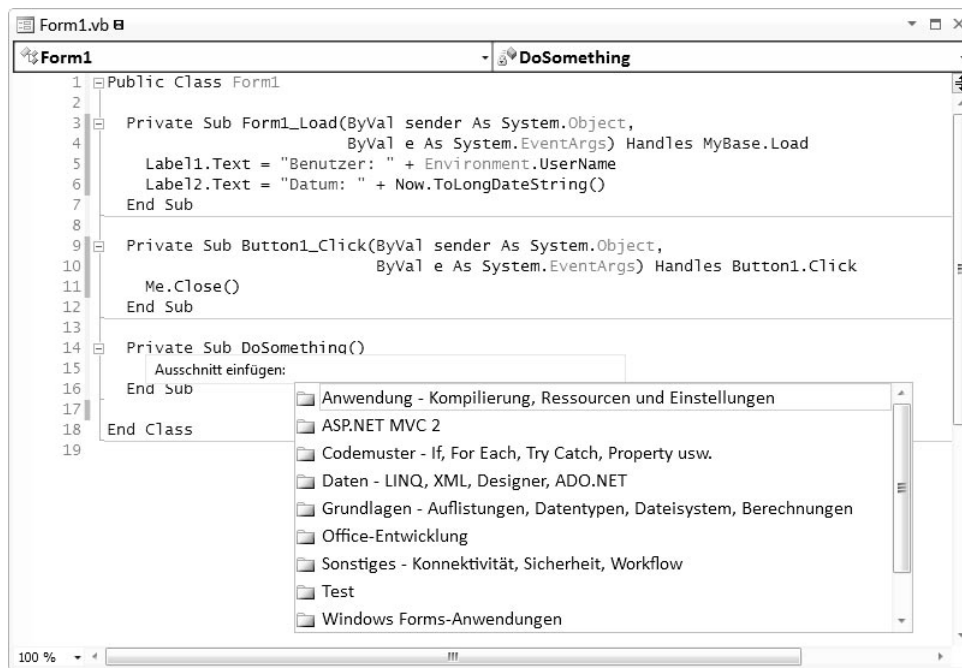 Form1.vb
Form1 DoSomething
1 Public Class Form1
2
3 Private Sub Form1_Load(ByVal sender As System.Object,
4 ByVal e As System.EventArgs) Handles MyBase.Load
5 Label1.Text = "Benutzer: " + Environment.UserName
6 Label2.Text = "Datum: " + Now.ToLongDateString()
7 End Sub
8
9 Private Sub Button1_Click(ByVal sender As System.Object,
10 ByVal e As System.EventArgs) Handles Button1.Click
11 Me.Close()
12 End Sub
13
14 Private Sub DoSomething()
15 Ausschnitt einfügen:
16 End Sub
Anwendung - Kompilierung, Ressourcen und Einstellungen
17
ASP.NET MVC 2
18 End Class
Codemuster - If, For Each, Try Catch, Property usw.
19
Daten - LINQ, XML, Designer, ADO.NET
Grundlagen - Auflistungen, Datentypen, Dateisystem, Berechnungen
Office-Entwicklung
Sonstiges - Konnektivität, Sicherheit, Workflow
Test
Windows Forms-Anwendungen
100 %